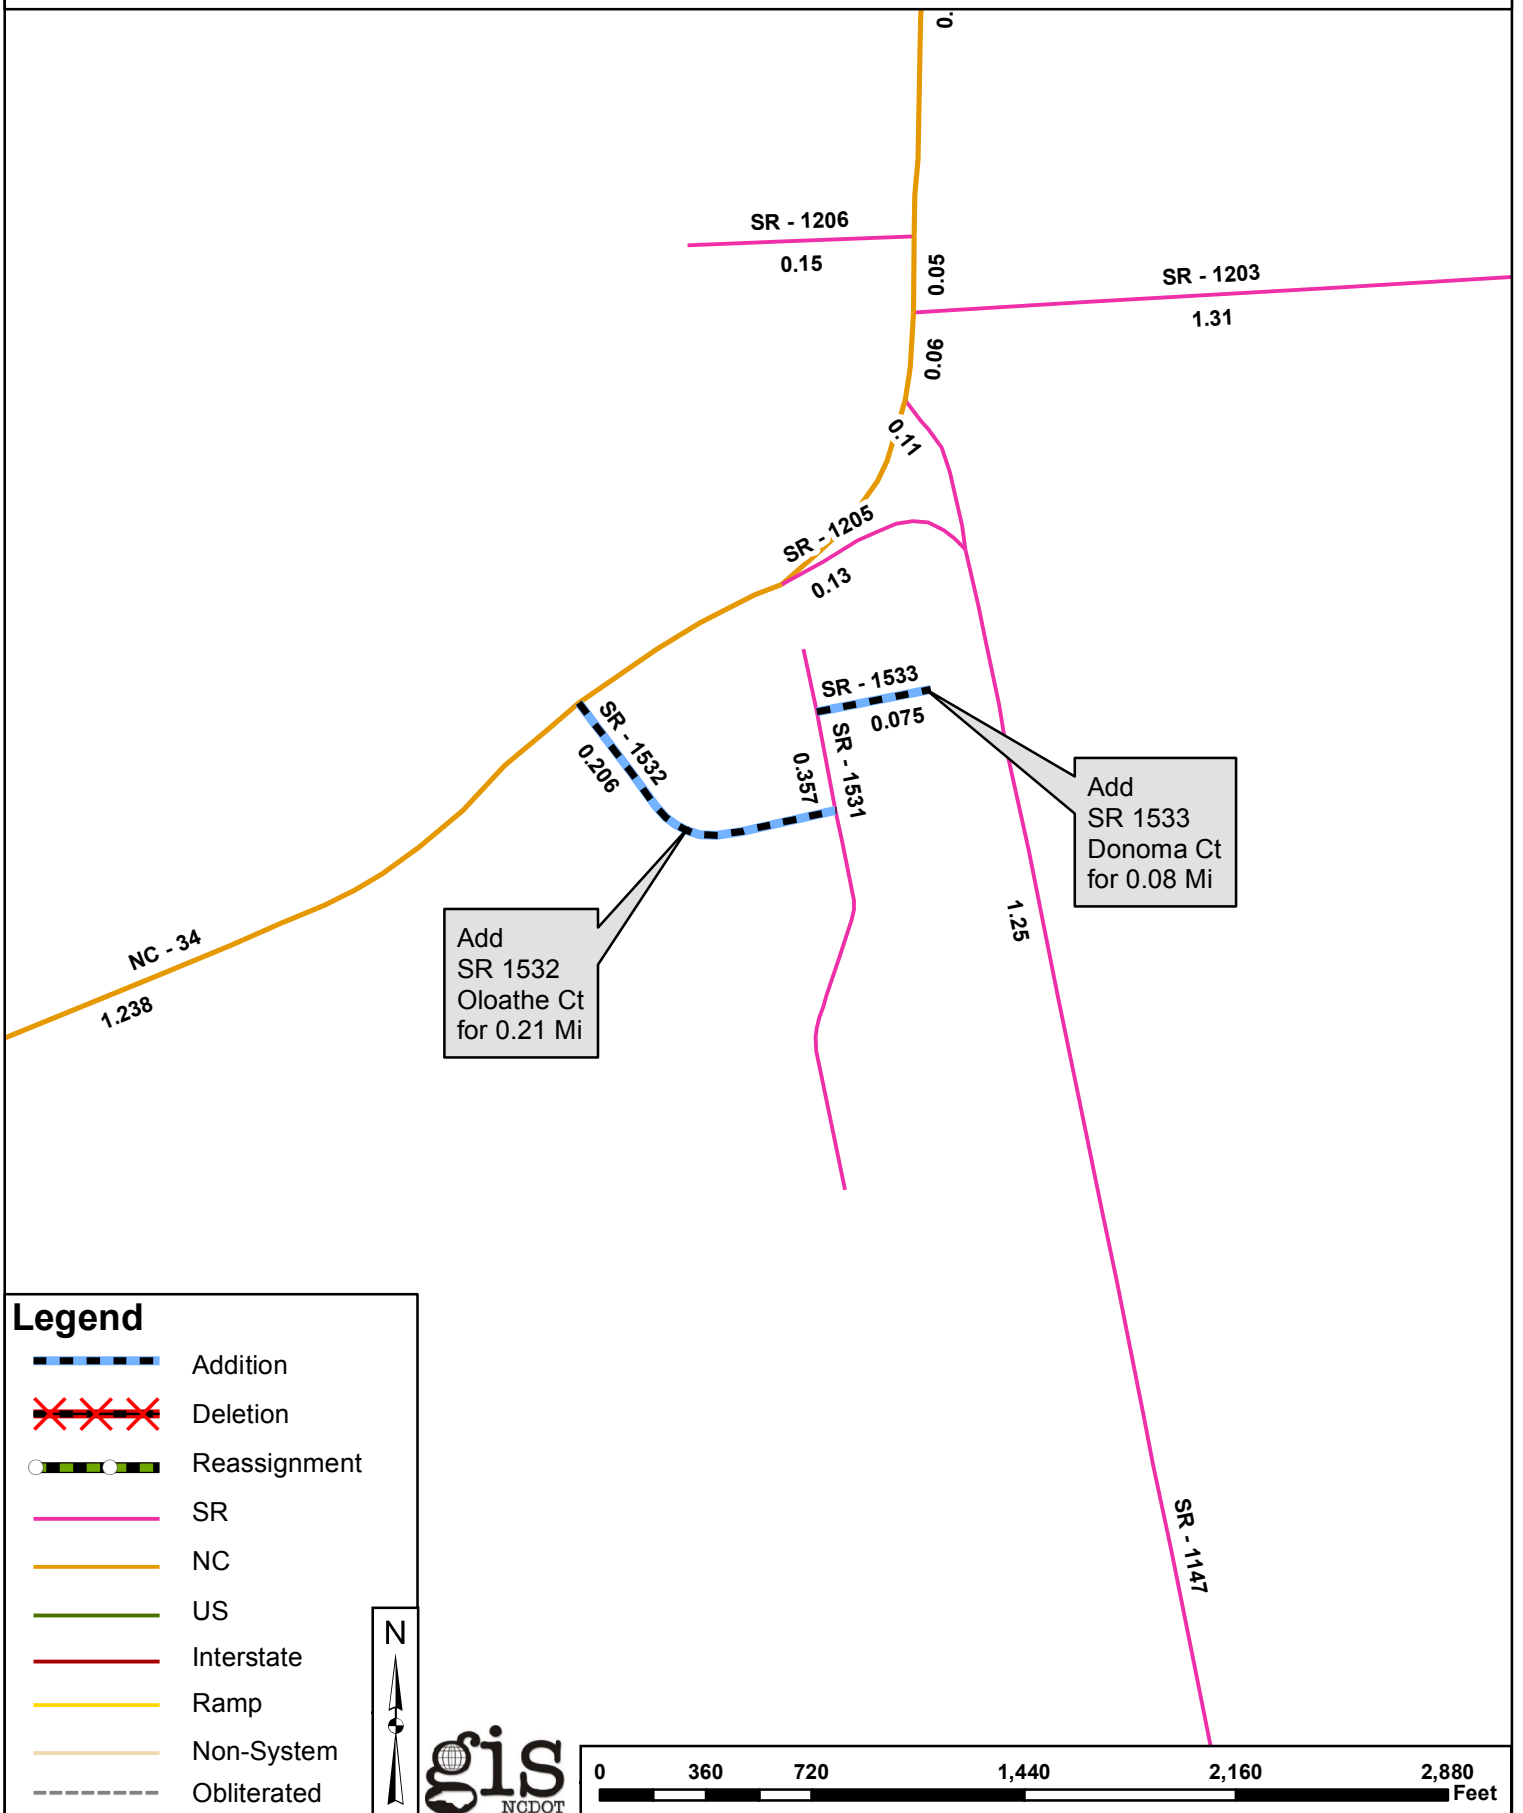 0.
SR - 1206
0.15
0.05
SR - 1203
1.31
0.06
0.11
SR - 1205
0.13
SR - 1533
0.075
SR - 1532
0.206
SR - 1531
0.357
Add
SR 1533
Donoma Ct
for 0.08 Mi
1.25
Add
SR 1532
Oloathe Ct
for 0.21 Mi
NC - 34
1.238
SR - 1147
Legend
Addition
Deletion
Reassignment
SR
NC
US
Interstate
Ramp
Non-System
Obliterated
N
gis
NCDOT
0 360 720 1,440 2,160 2,880
Feet